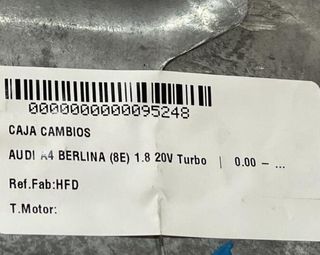 0000000000095248
CAJA CAMBIOS
AUDI A4 BERLINA (8E) 1.8 20V Turbo | 0.00 – ...
Ref.Fab:HFD
T.Motor: